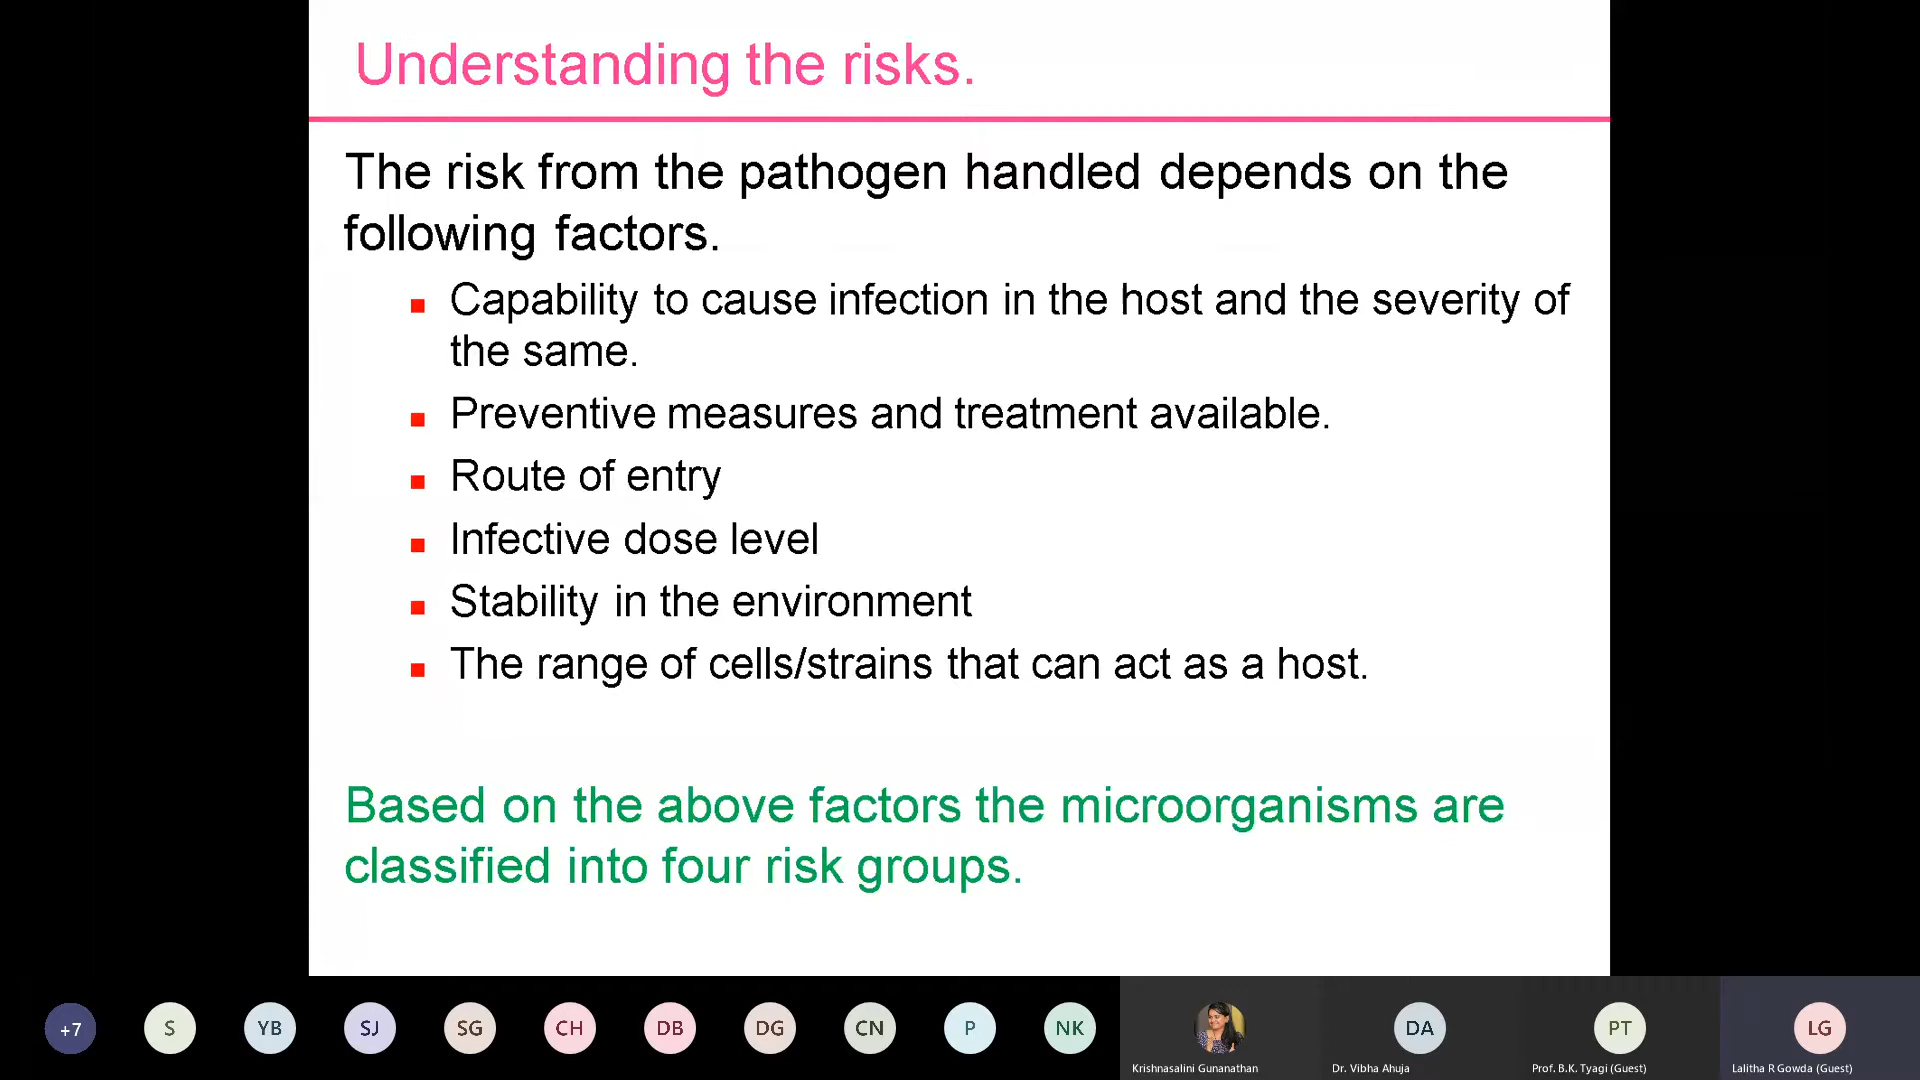 Understanding the risks.
The risk from the pathogen handled depends on the
following factors.
Capability to cause infection in the host and the severity of
the same.
Preventive measures and treatment available.
Route of entry
Infective dose level
Stability in the environment
The range of cells/strains that can act as a host.
Based on the above factors the microorganisms are
classified into four risk groups.
+7 S YB SJ SG CH DB DG CN P NK DA PT LG
Krishnasalini Gunanathan Dr. Vibha Ahuja Prof. B.K. Tyagi (Guest) Lalitha R Gowda (Guest)